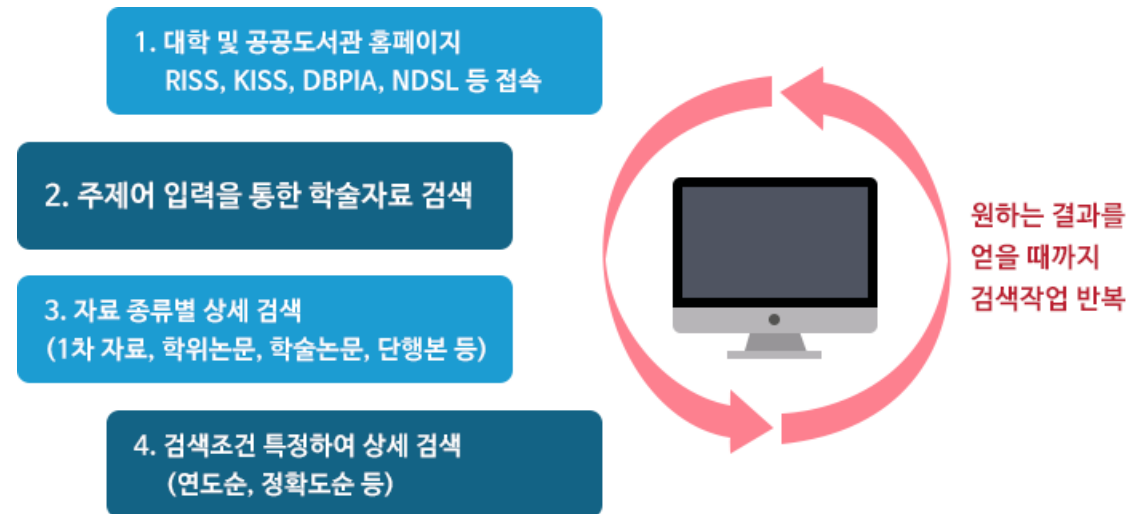 1. 대학 및 공공도서관 홈페이지
RISS, KISS, DBPIA, NDSL 등 접속
2. 주제어 입력을 통한 학술자료 검색
3. 자료 종류별 상세 검색
(1차 자료, 학위논문, 학술논문, 단행본 등)
4. 검색조건 특정하여 상세 검색
(연도순, 정확도순 등)
원하는 결과를
얻을 때까지
검색작업 반복